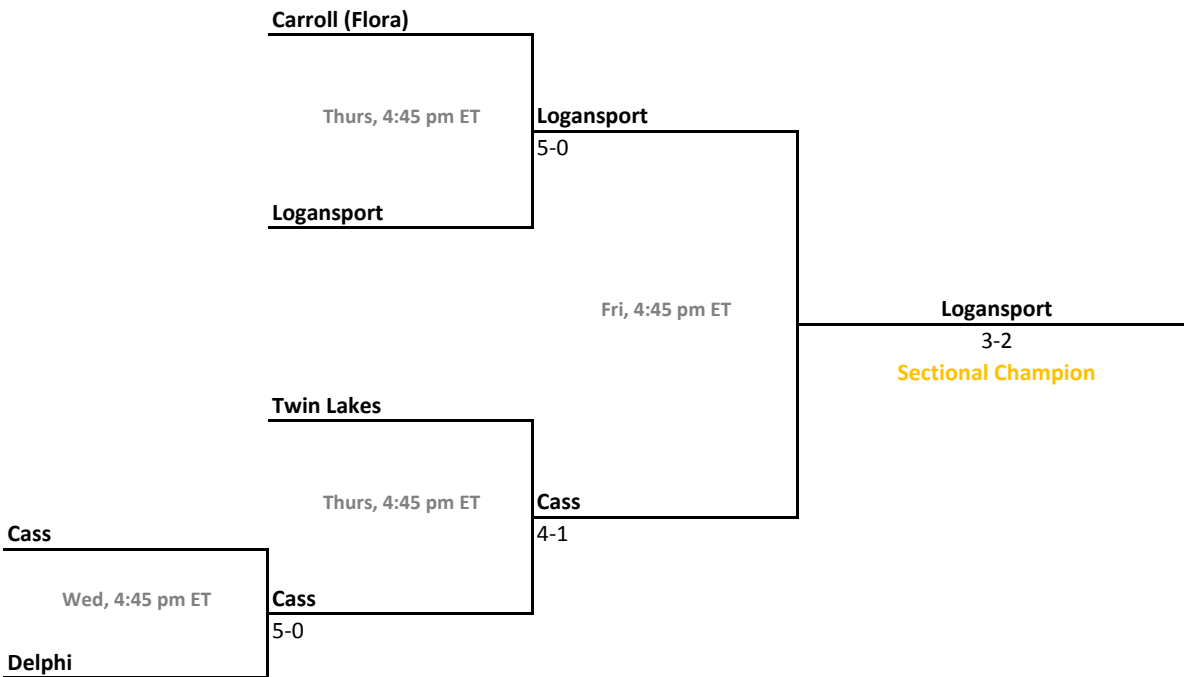 Carroll (Flora)
Thurs, 4:45 pm ET
Logansport
5-0
Logansport
Fri, 4:45 pm ET
Logansport
3-2
Sectional Champion
Twin Lakes
Thurs, 4:45 pm ET
Cass
4-1
Cass
Wed, 4:45 pm ET
Cass
5-0
Delphi